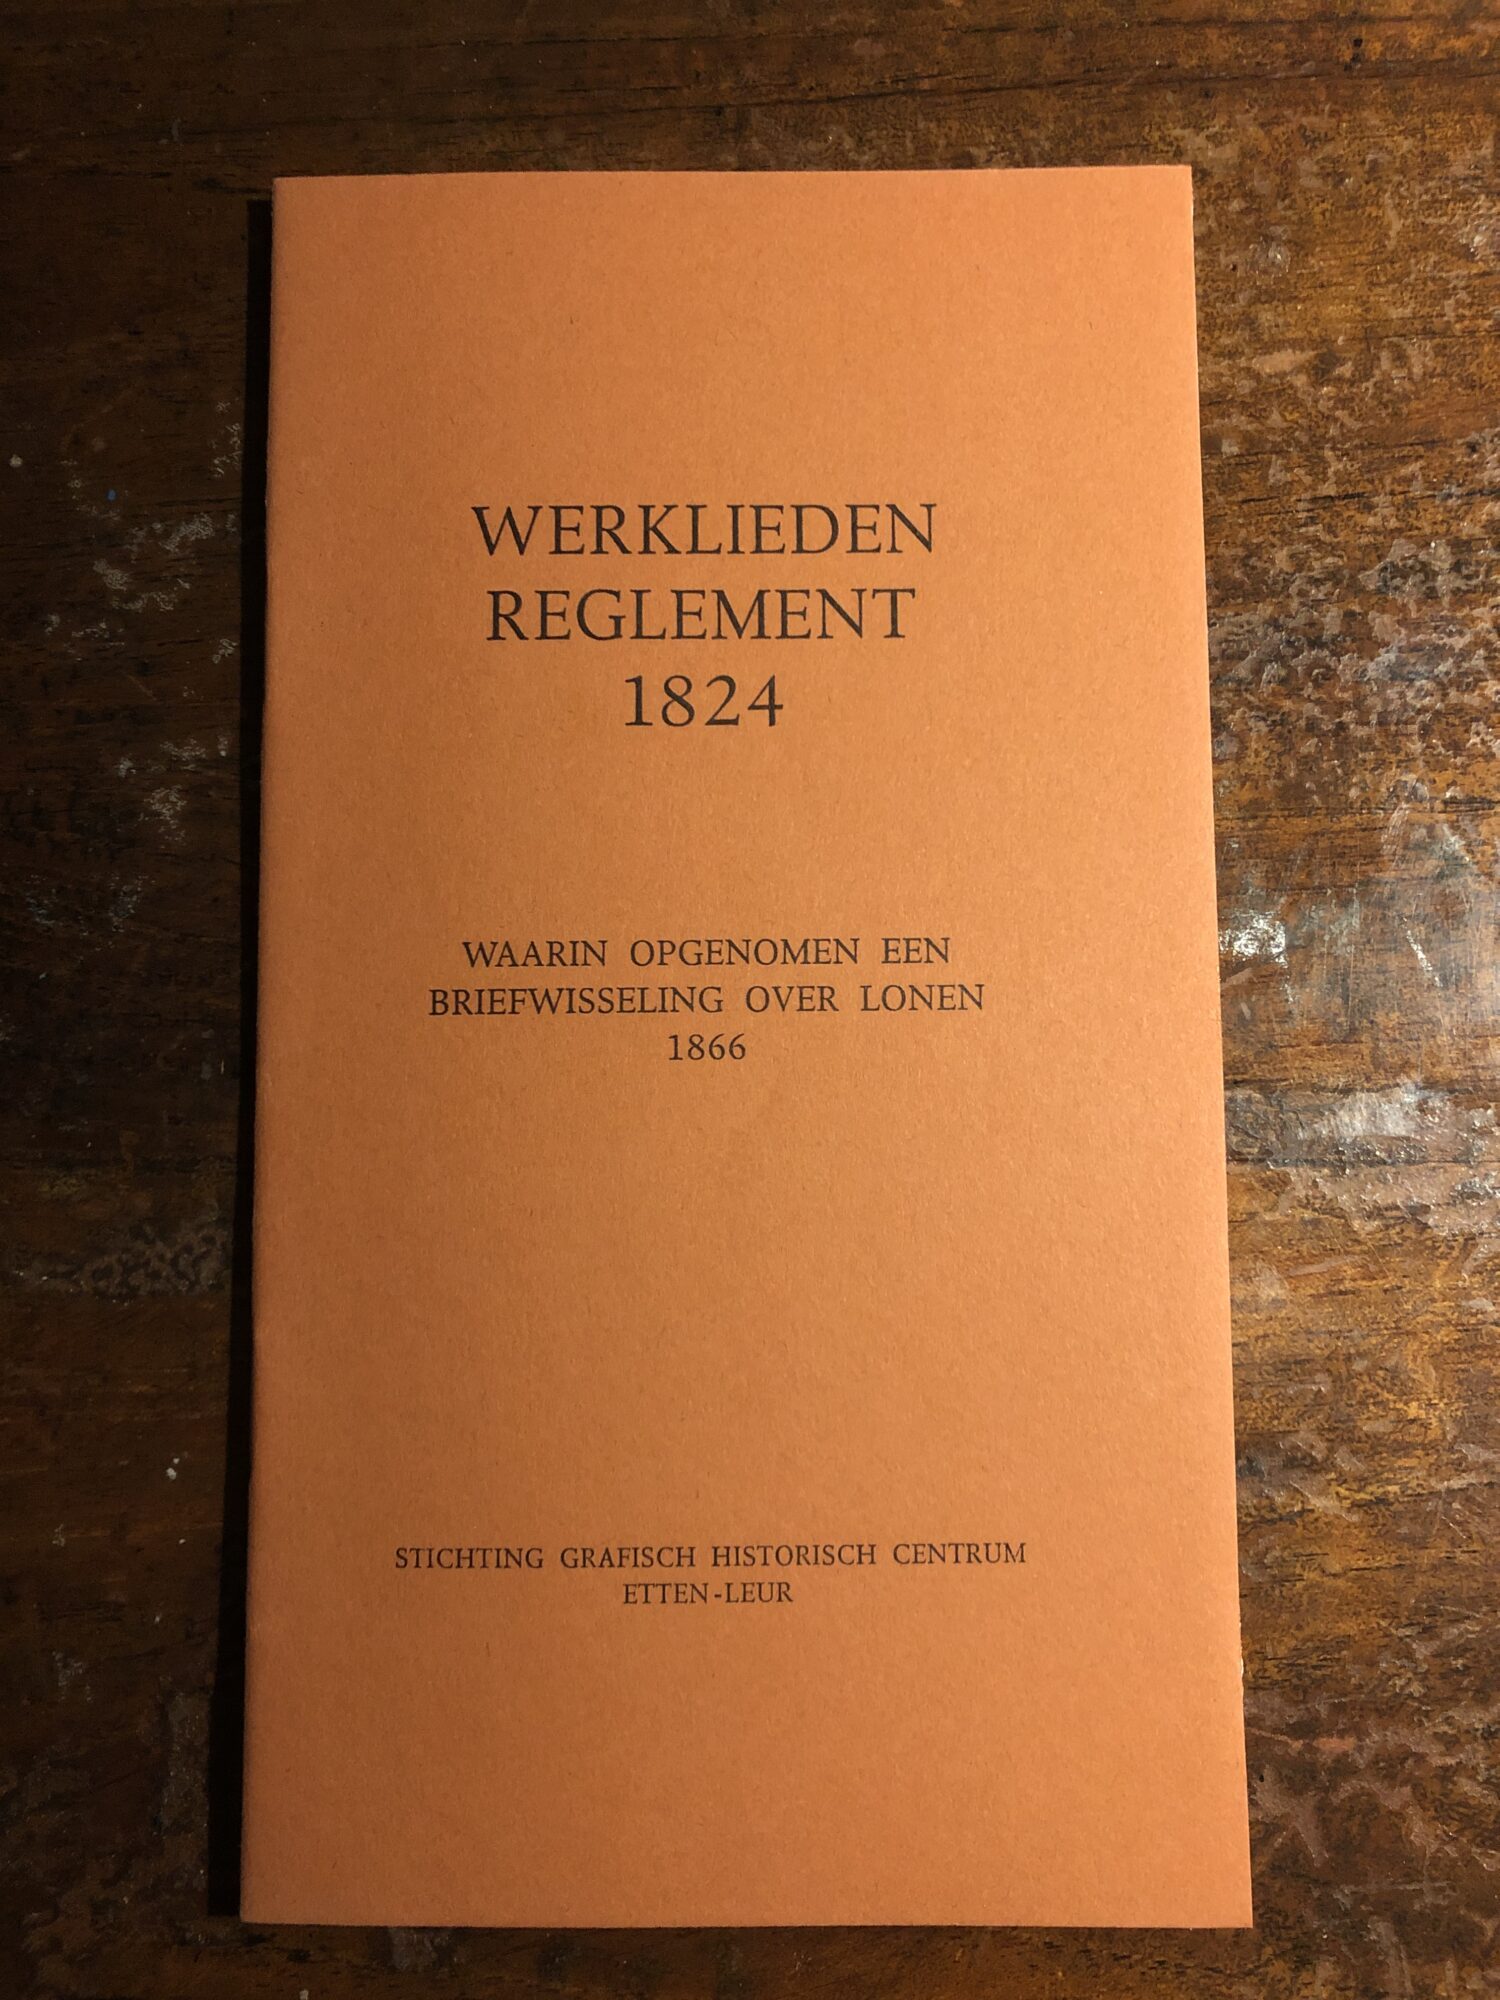 WERKLIEDEN
REGLEMENT
1824
WAARIN OPGENOMEN EEN
BRIEFWISSELING OVER LONEN
1866
STICHTING GRAFISCH HISTORISCH CENTRUM
ETTEN-LEUR